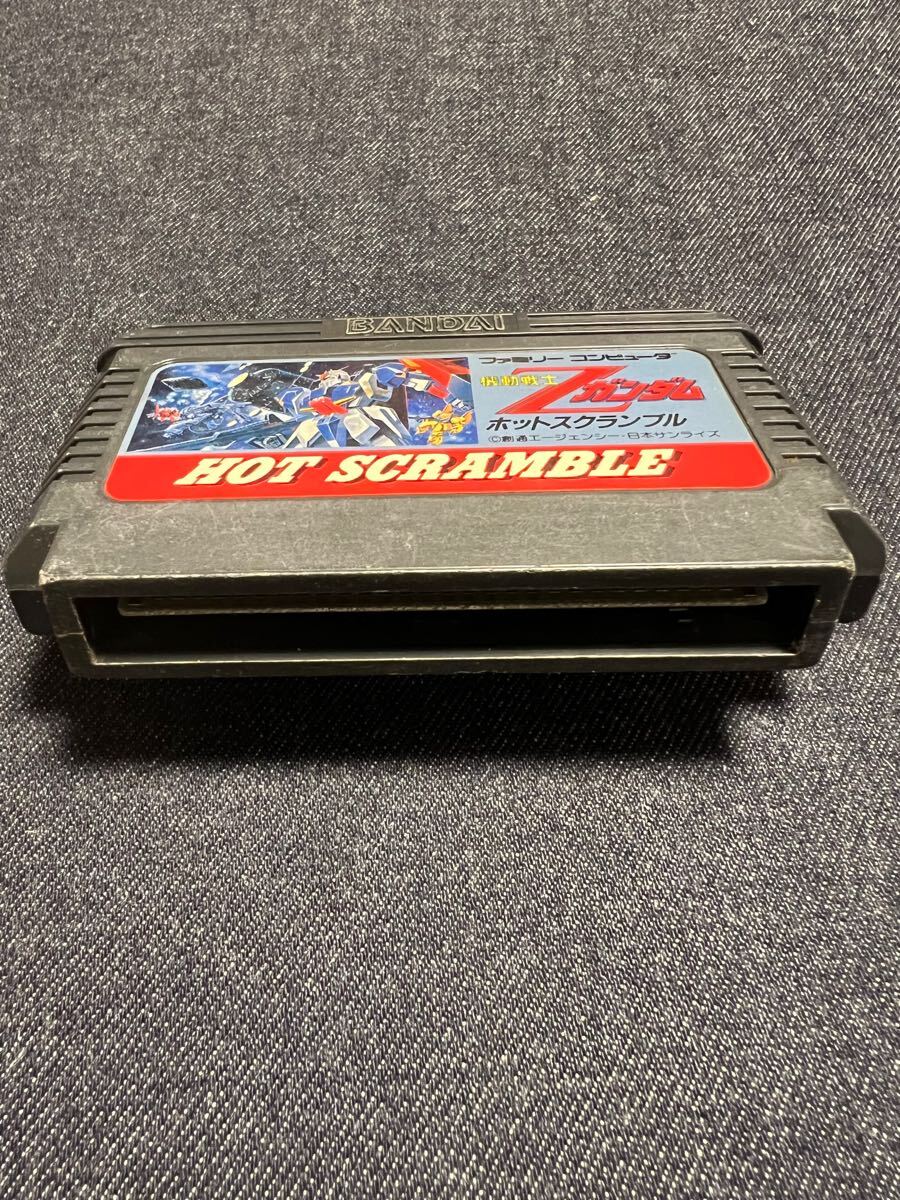 BANDAI
ファミリー コンピュータ
機動戦士
Zガンダム
ホットスクランブル
©創通エージェンシー・日本サンライズ
HOT SCRAMBLE